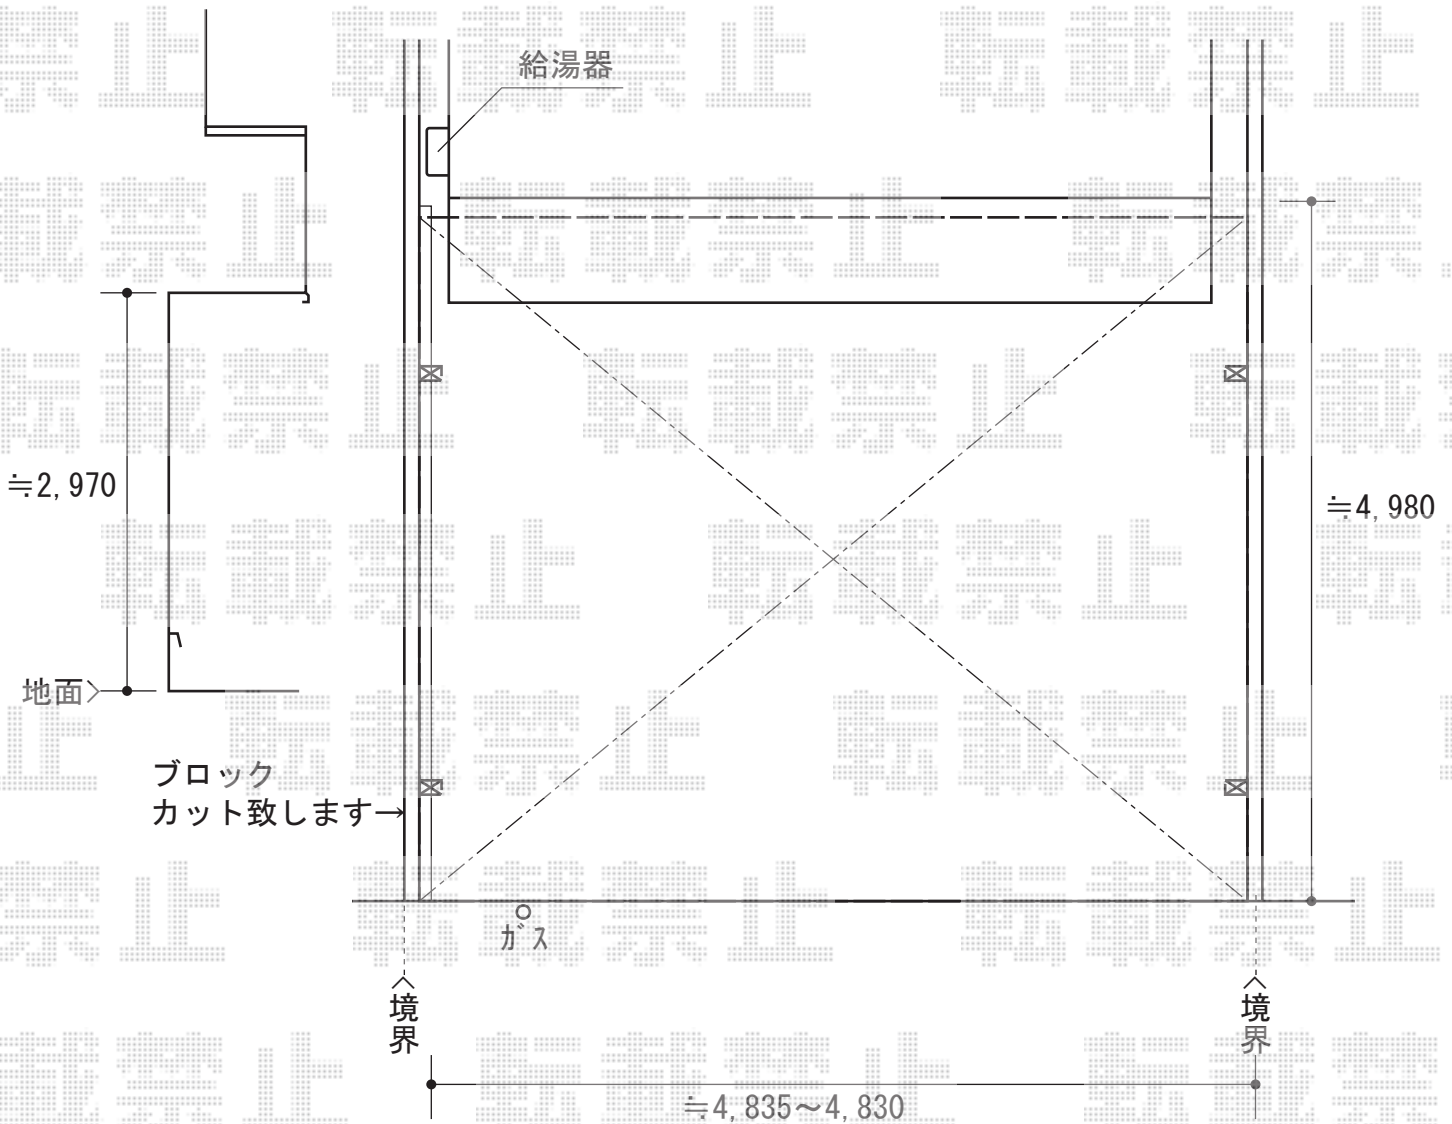 給湯器
≒2,970
≒4,980
地面
ブロック
カット致します→
ガス
境界
境界
≒4,835～4,830
転載禁止